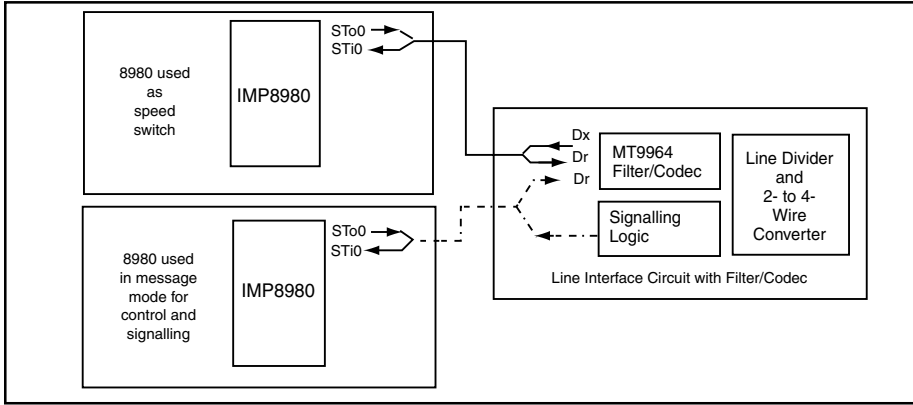 8980 used
as
speed
switch
IMP8980
STo0
STi0
8980 used
in message
mode for
control and
signalling
IMP8980
STo0
STi0
Dx
Dr
Dr
MT9964
Filter/Codec
Signalling
Logic
Line Divider
and
2- to 4-
Wire
Converter
Line Interface Circuit with Filter/Codec